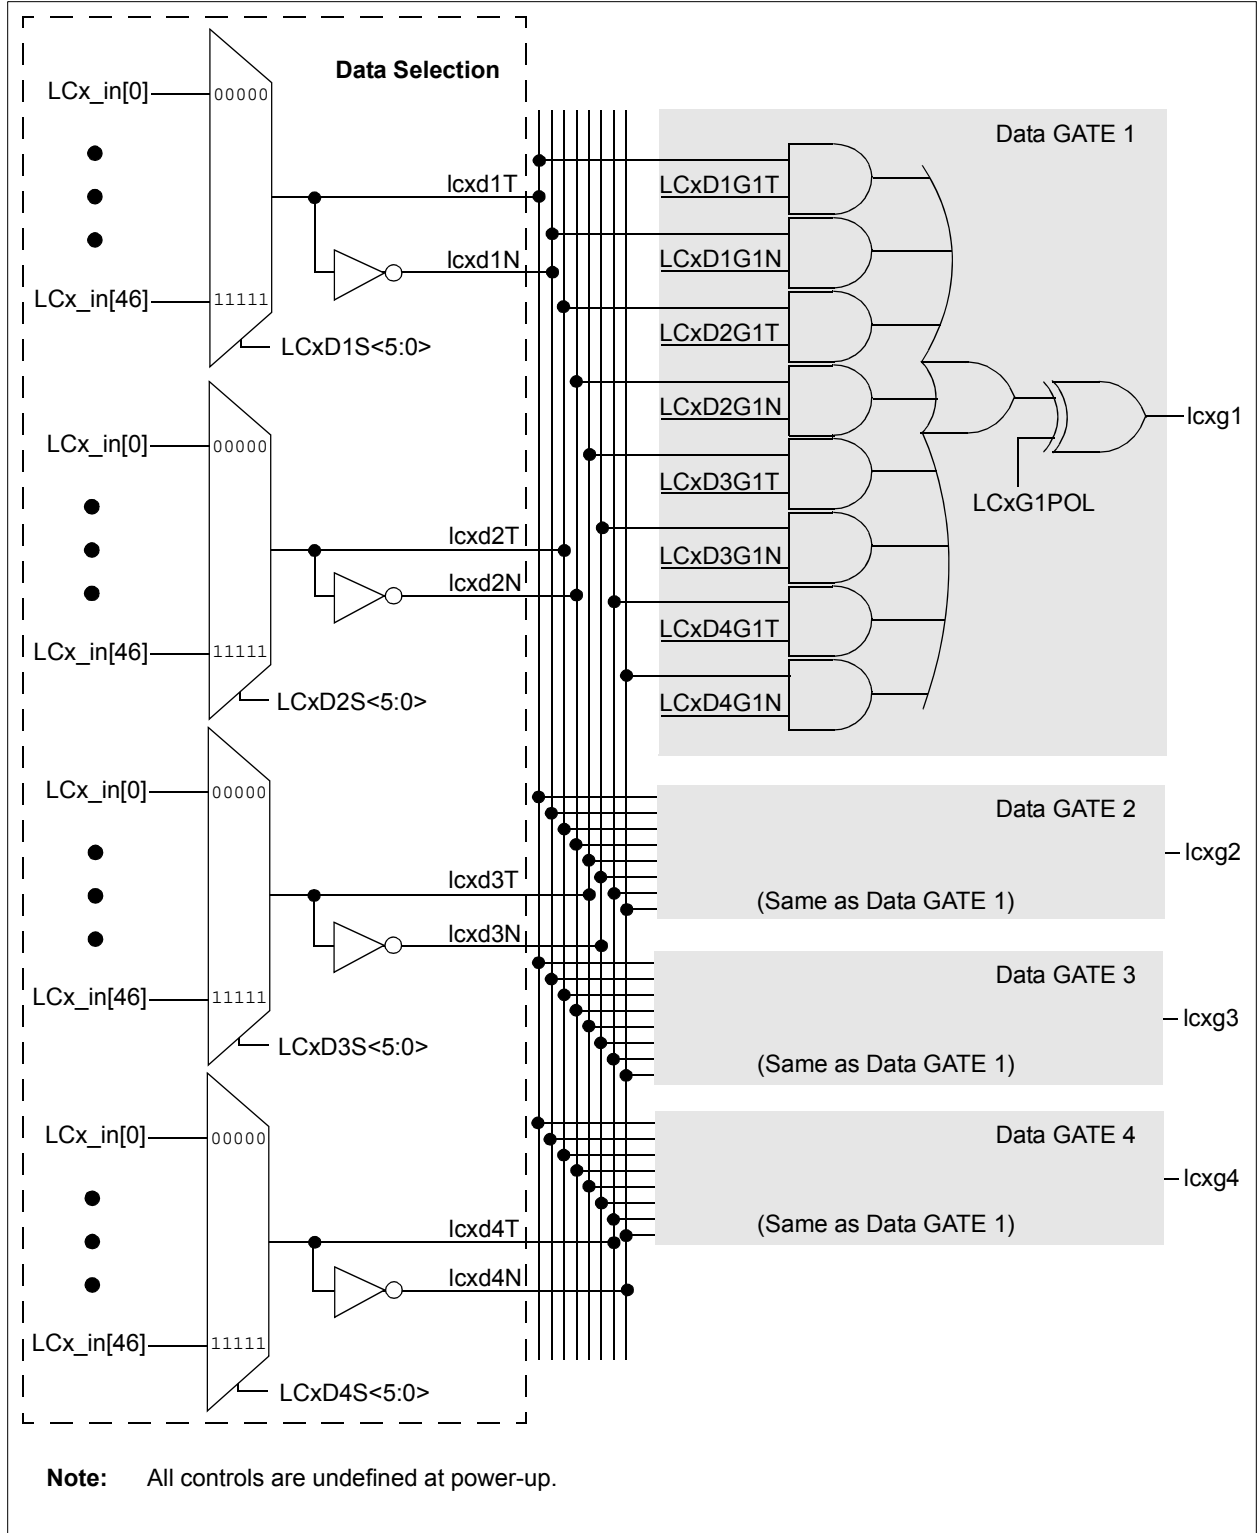 Data Selection
LCx_in[0]
00000
LCx_in[46]
11111
LCxD1S<5:0>
lcxd1T
lcxd1N
LCx_in[0]
00000
LCx_in[46]
11111
LCxD2S<5:0>
lcxd2T
lcxd2N
LCx_in[0]
00000
LCx_in[46]
11111
LCxD3S<5:0>
lcxd3T
lcxd3N
LCx_in[0]
00000
LCx_in[46]
11111
LCxD4S<5:0>
lcxd4T
lcxd4N
Data GATE 1
LCxD1G1T
LCxD1G1N
LCxD2G1T
LCxD2G1N
LCxD3G1T
LCxD3G1N
LCxD4G1T
LCxD4G1N
LCxG1POL
lcxg1
Data GATE 2
(Same as Data GATE 1)
lcxg2
Data GATE 3
(Same as Data GATE 1)
lcxg3
Data GATE 4
(Same as Data GATE 1)
lcxg4
Note: All controls are undefined at power-up.